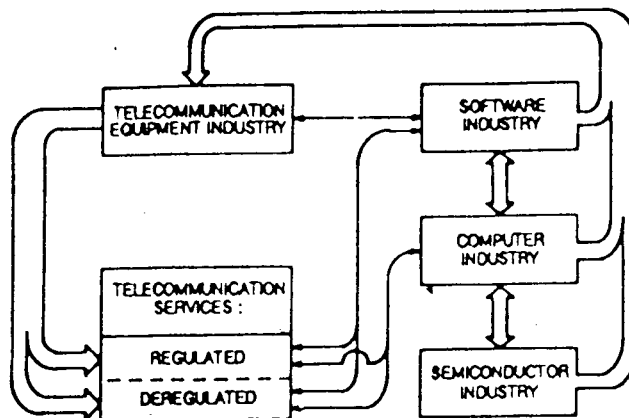 TELECOMMUNICATION
EQUIPMENT INDUSTRY
SOFTWARE
INDUSTRY
COMPUTER
INDUSTRY
TELECOMMUNICATION
SERVICES :
REGULATED
DEREGULATED
SEMICONDUCTOR
INDUSTRY